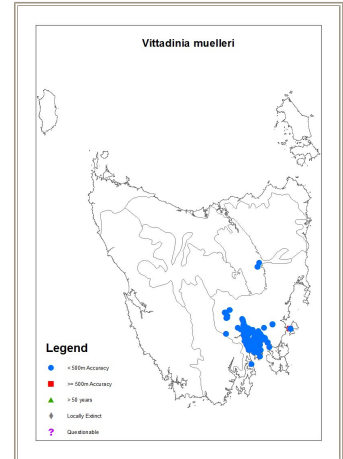 Vittadinia muelleri
Legend
< 500m Accuracy
>= 500m Accuracy
> 50 years
Locally Extinct
? Questionable